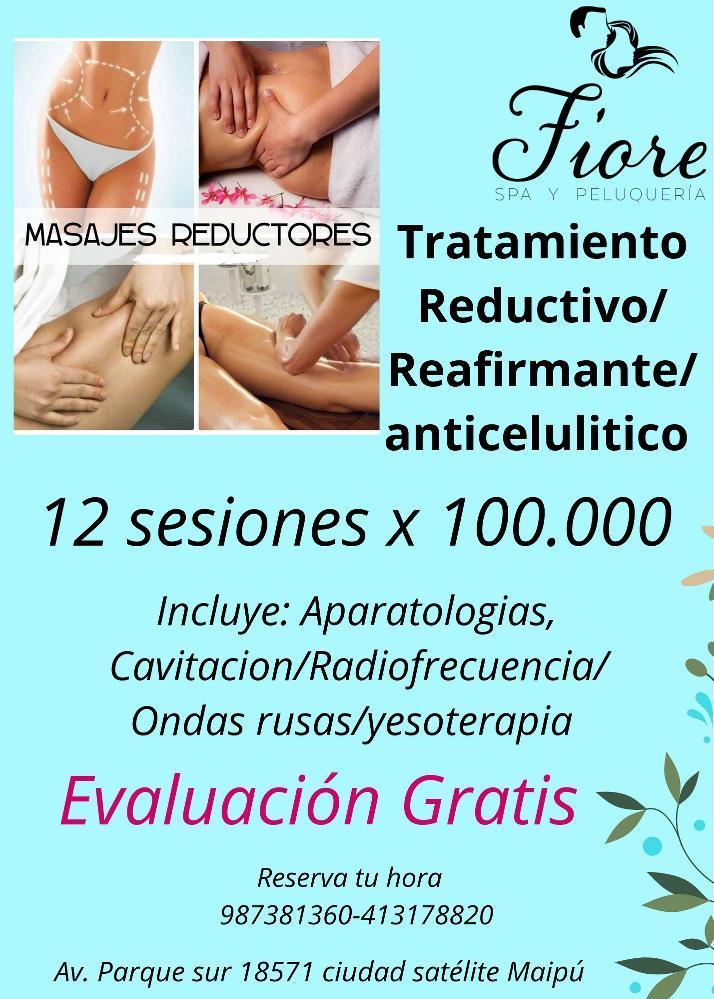 Fiore
SPA Y PELUQUERÍA
MASAJES REDUCTORES
Tratamiento
Reductivo/
Reafirmante/
anticelulitico
12 sesiones x 100.000
Incluye: Aparatologias,
Cavitacion/Radiofrecuencia/
Ondas rusas/yesoterapia
Evaluación Gratis
Reserva tu hora
987381360-413178820
Av. Parque sur 18571 ciudad satélite Maipú